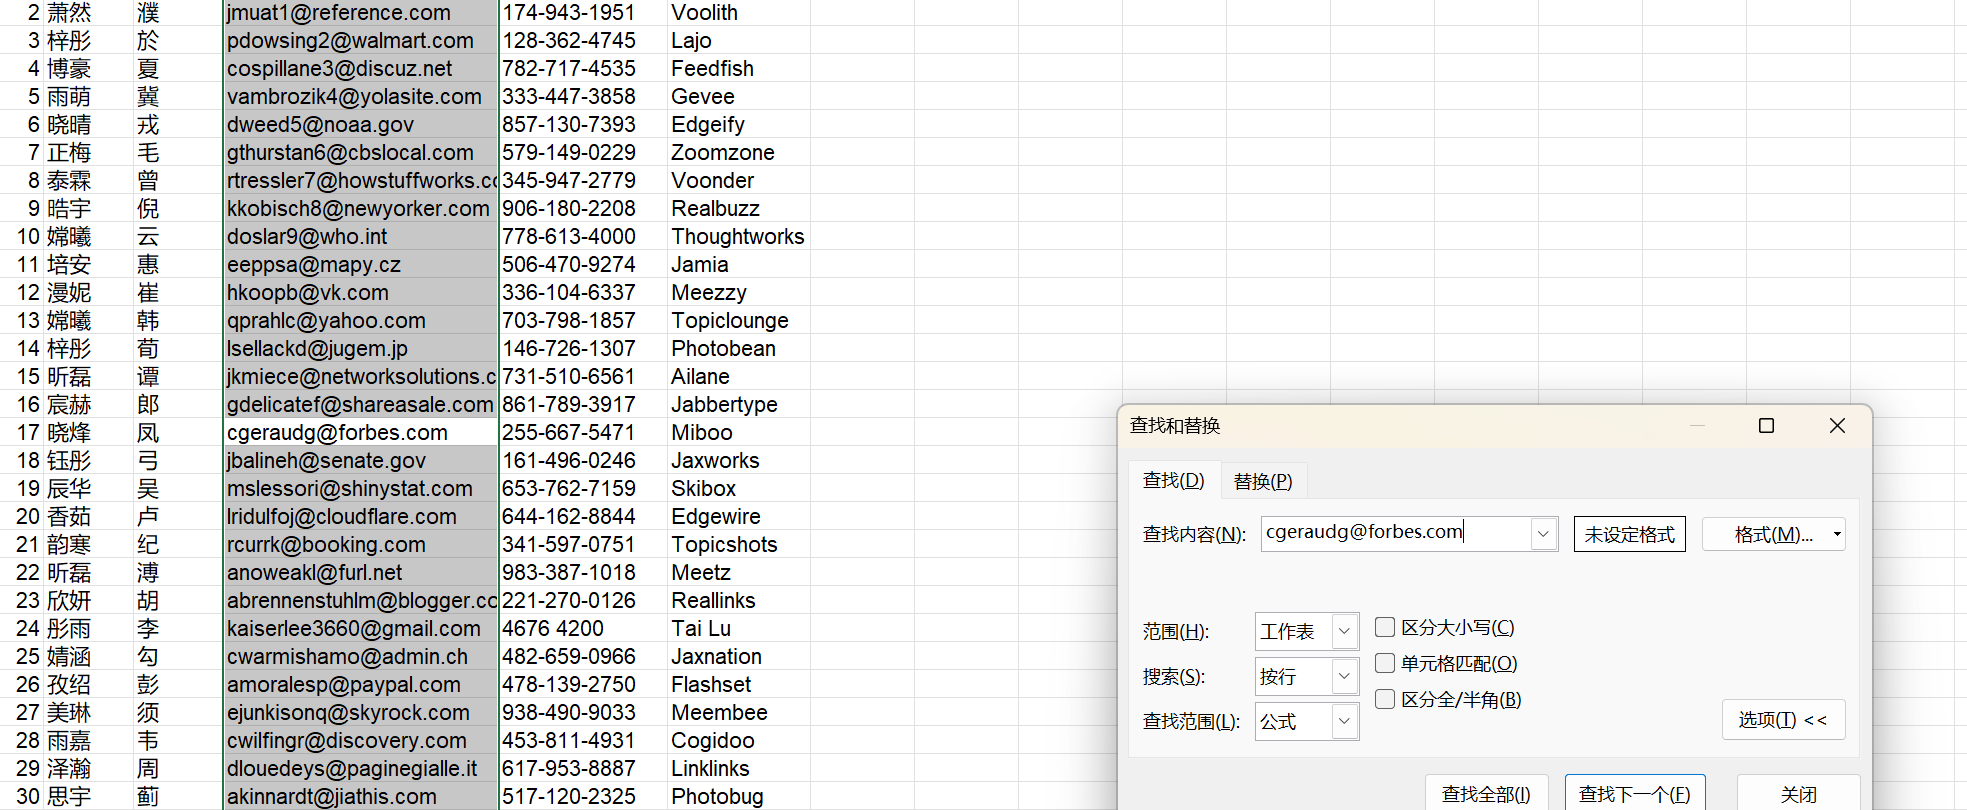 2 萧然 濮 jmuat1@reference.com 174-943-1951 Voolith
3 梓彤 於 pdowsing2@walmart.com 128-362-4745 Lajo
4 博豪 夏 cospillane3@discuz.net 782-717-4535 Feedfish
5 雨萌 冀 vambrozik4@yolasite.com 333-447-3858 Gevee
6 晓晴 戎 dweed5@noaa.gov 857-130-7393 Edgeify
7 正梅 毛 gthurstan6@cbslocal.com 579-149-0229 Zoomzone
8 泰霖 曾 rtressler7@howstuffworks.co 345-947-2779 Voonder
9 晧宇 倪 kkobisch8@newyorker.com 906-180-2208 Realbuzz
10 嫦曦 云 doslar9@who.int 778-613-4000 Thoughtworks
11 培安 惠 eeppsa@mapy.cz 506-470-9274 Jamia
12 漫妮 崔 hkoopb@vk.com 336-104-6337 Meezzy
13 嫦曦 韩 qprahlc@yahoo.com 703-798-1857 Topiclounge
14 梓彤 荀 lsellackd@jugem.jp 146-726-1307 Photobean
15 昕磊 谭 jkmiece@networksolutions.c 731-510-6561 Ailane
16 宸赫 郎 gdelicatef@shareasale.com 861-789-3917 Jabbertype
17 晓烽 凤 cgeraudg@forbes.com 255-667-5471 Miboo
18 钰彤 弓 jbalineh@senate.gov 161-496-0246 Jaxworks
19 辰华 吴 mslessori@shinystat.com 653-762-7159 Skibox
20 香茹 卢 lridulfoj@cloudflare.com 644-162-8844 Edgewire
21 韵寒 纪 rcurrk@booking.com 341-597-0751 Topicshots
22 昕磊 溥 anoweakl@furl.net 983-387-1018 Meetz
23 欣妍 胡 abrennenstuhlm@blogger.co 221-270-0126 Reallinks
24 彤雨 李 kaiserlee3660@gmail.com 4676 4200 Tai Lu
25 婧涵 勾 cwarmishamo@admin.ch 482-659-0966 Jaxnation
26 孜绍 彭 amoralesp@paypal.com 478-139-2750 Flashset
27 美琳 须 ejunkisonq@skyrock.com 938-490-9033 Meembee
28 雨嘉 韦 cwilfingr@discovery.com 453-811-4931 Cogidoo
29 泽瀚 周 dlouedeys@paginegialle.it 617-953-8887 Linklinks
30 思宇 蓟 akinnardt@jiathis.com 517-120-2325 Photobug
查找和替换
查找(D) 替换(P)
查找内容(N): cgeraudg@forbes.com 未设定格式 格式(M)...
范围(H): 工作表 区分大小写(C)
单元格匹配(O)
搜索(S): 按行
区分全/半角(B)
查找范围(L): 公式 选项(T) <<
查找全部(I) 查找下一个(F) 关闭